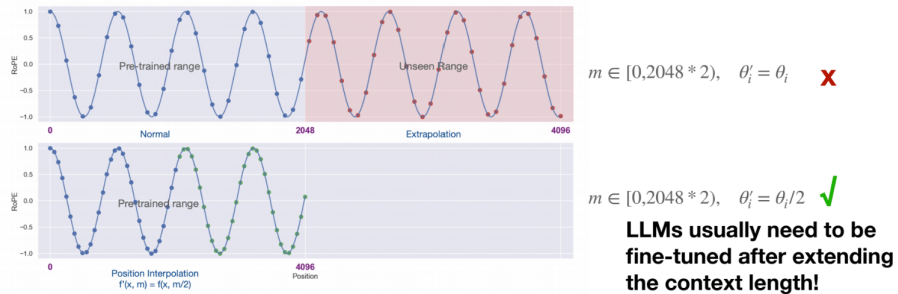 1.0
0.5
0.0
−0.5
−1.0
RoPE
Pre-trained range
Unseen Range
0
2048
4096
Normal
Extrapolation
m ∈ [0,2048 * 2), θ′ᵢ = θᵢ
x
1.0
0.5
0.0
−0.5
−1.0
RoPE
Pre-trained range
0
4096
Position
Position Interpolation
f'(x, m) = f(x, m/2)
m ∈ [0,2048 * 2), θ′ᵢ = θᵢ/2
√
LLMs usually need to be
fine-tuned after extending
the context length!